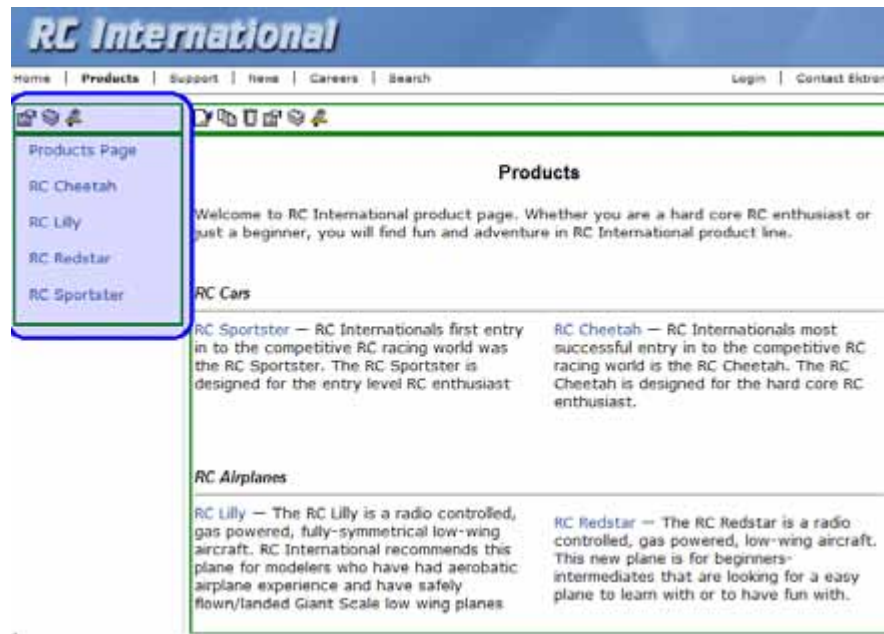 RC International
Home | Products | Support | News | Careers | Search
Login | Contact Ektron
Products Page
RC Cheetah
RC Lilly
RC Redstar
RC Sportster
Products
Welcome to RC International product page. Whether you are a hard core RC enthusiast or
just a beginner, you will find fun and adventure in RC International product line.
RC Cars
RC Sportster — RC Internationals first entry
in to the competitive RC racing world was
the RC Sportster. The RC Sportster is
designed for the entry level RC enthusiast
RC Cheetah — RC Internationals most
successful entry in to the competitive RC
racing world is the RC Cheetah. The RC
Cheetah is designed for the hard core RC
enthusiast.
RC Airplanes
RC Lilly — The RC Lilly is a radio controlled,
gas powered, fully-symmetrical low-wing
aircraft. RC International recommends this
plane for modelers who have had aerobatic
airplane experience and have safely
flown/landed Giant Scale low wing planes
RC Redstar — The RC Redstar is a radio
controlled, gas powered, low-wing aircraft.
This new plane is for beginners-
intermediates that are looking for a easy
plane to learn with or to have fun with.